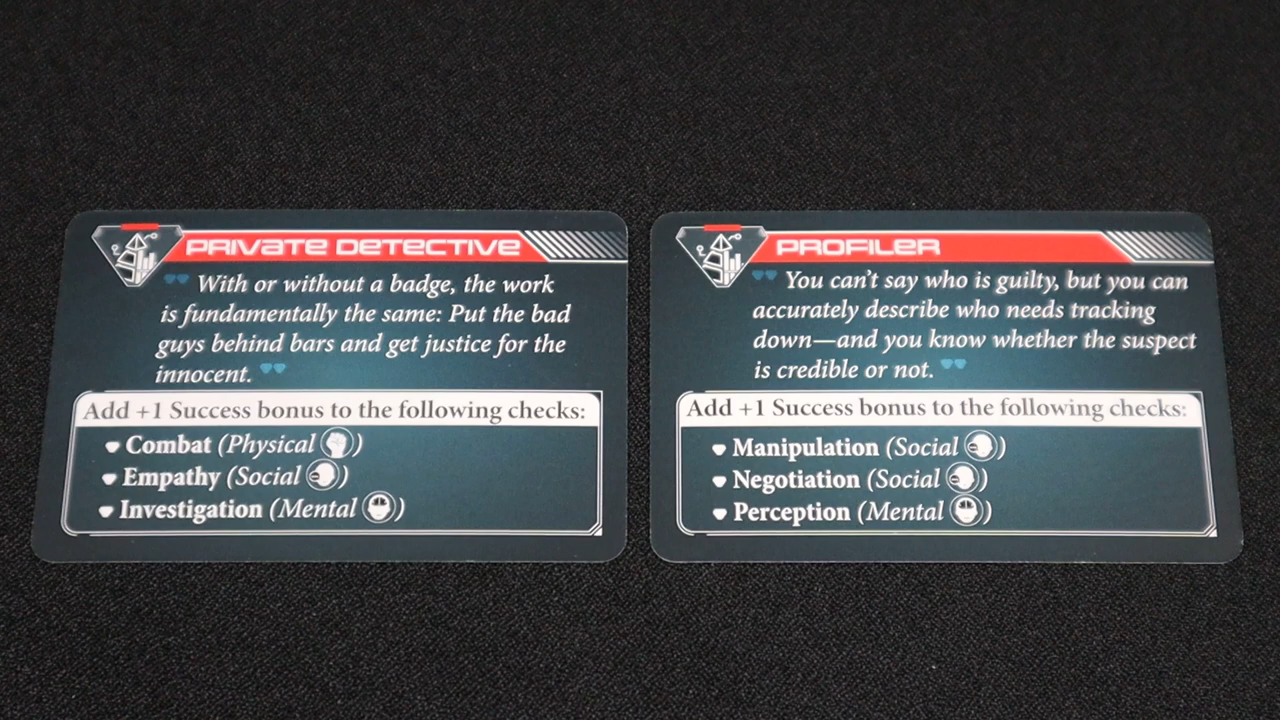 PRIVATE DETECTIVE
" With or without a badge, the work
is fundamentally the same: Put the bad
guys behind bars and get justice for the
innocent. "
Add +1 Success bonus to the following checks:
Combat (Physical)
Empathy (Social)
Investigation (Mental)
PROFILER
" You can't say who is guilty, but you can
accurately describe who needs tracking
down—and you know whether the suspect
is credible or not. "
Add +1 Success bonus to the following checks:
Manipulation (Social)
Negotiation (Social)
Perception (Mental)